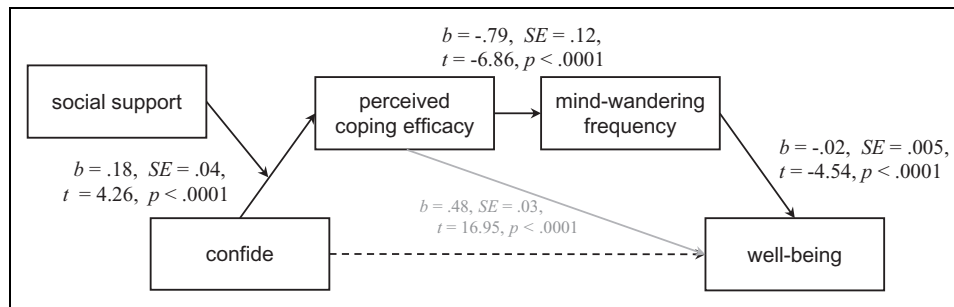 b = -.79, SE = .12,
t = -6.86, p < .0001
social support
perceived
coping efficacy
mind-wandering
frequency
b = .18, SE = .04,
t = 4.26, p < .0001
b = -.02, SE = .005,
t = -4.54, p < .0001
b = .48, SE = .03,
t = 16.95, p < .0001
confide
well-being